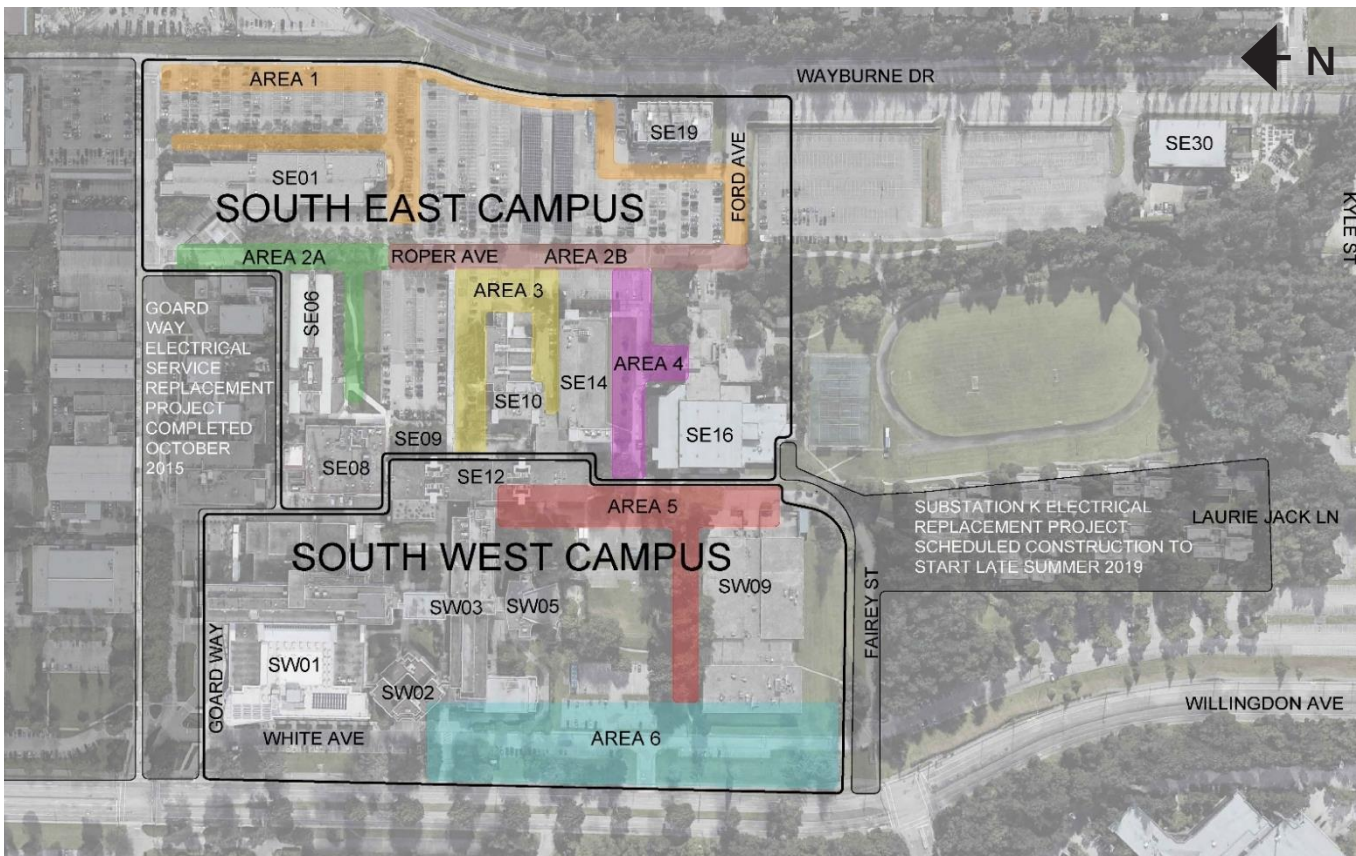 N
WAYBURNE DR
AREA 1
SE19
SE30
SE01
FORD AVE
KYLE ST
SOUTH EAST CAMPUS
AREA 2A
ROPER AVE
AREA 2B
AREA 3
SE06
GOARD
WAY
ELECTRICAL
SERVICE
REPLACEMENT
PROJECT
COMPLETED
OCTOBER
2015
AREA 4
SE14
SE10
SE16
SE09
SE08
SE12
AREA 5
SUBSTATION K ELECTRICAL
REPLACEMENT PROJECT
SCHEDULED CONSTRUCTION TO
START LATE SUMMER 2019
LAURIE JACK LN
SOUTH WEST CAMPUS
SW09
SW03
SW05
FAIREY ST
GOARD WAY
SW01
SW02
WILLINGDON AVE
WHITE AVE
AREA 6